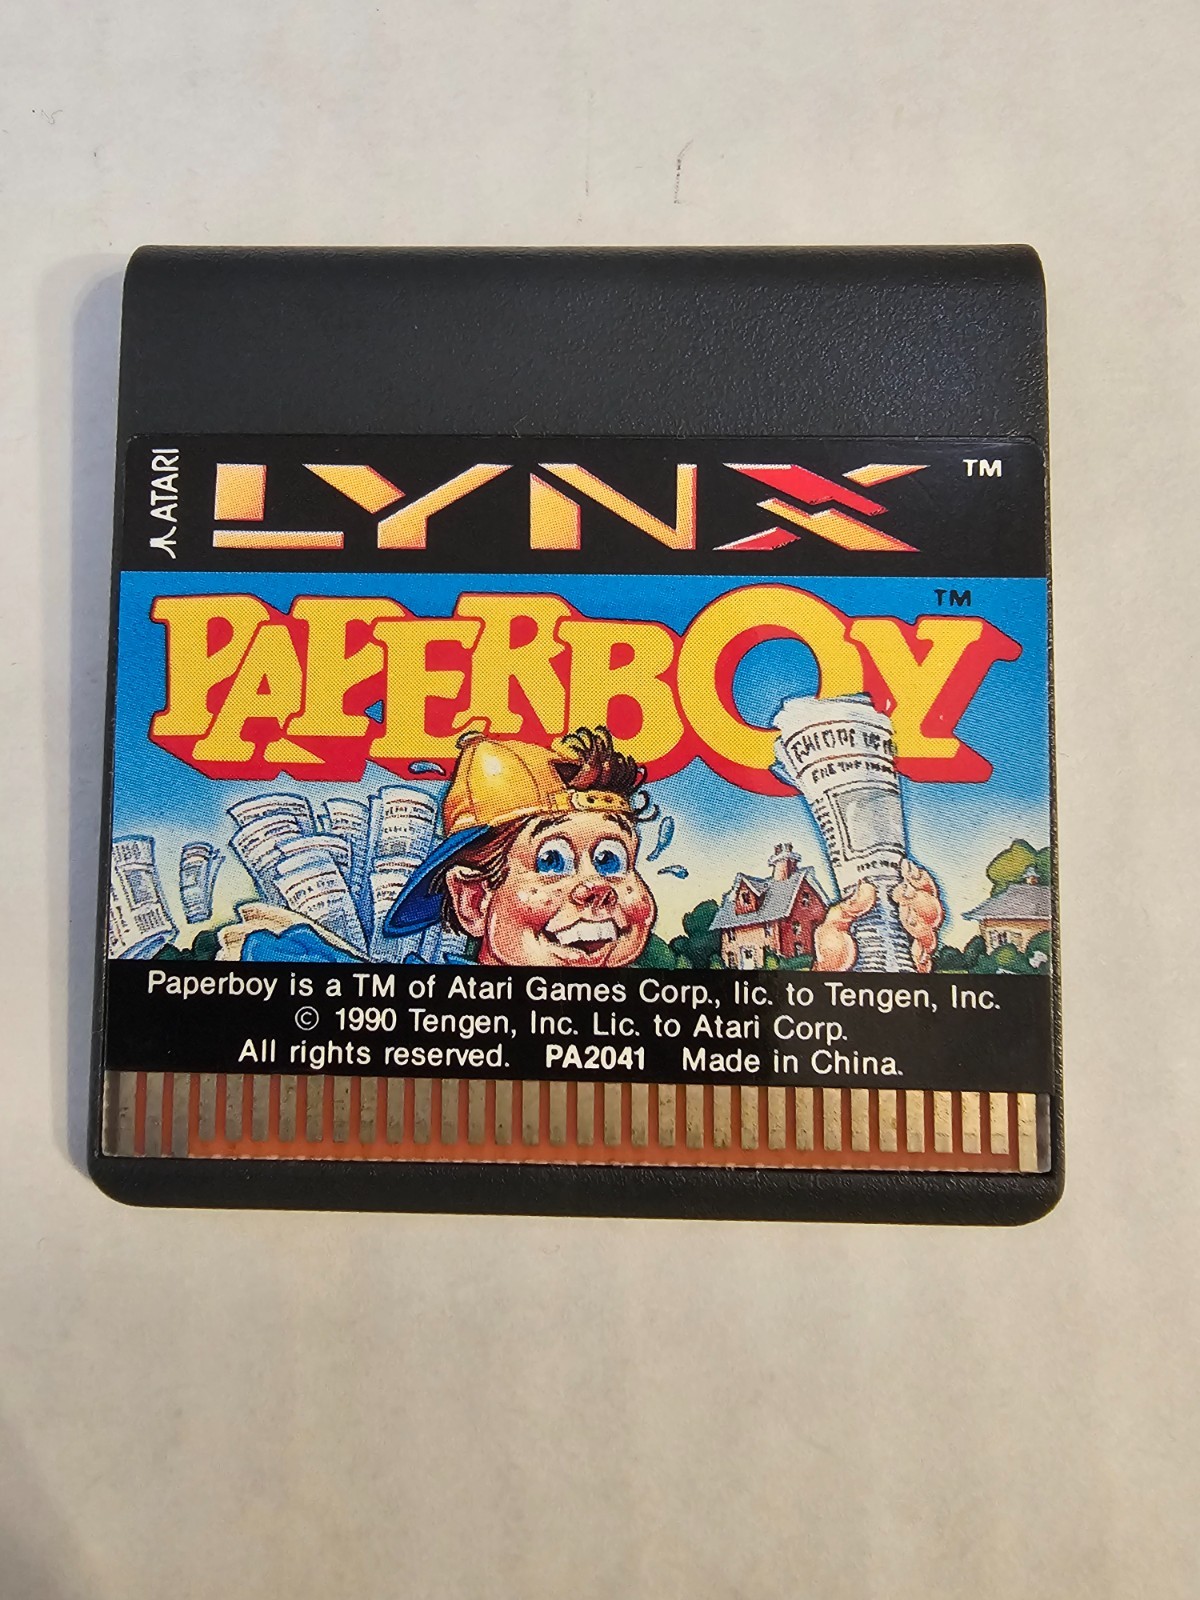 ATARI
LYNX TM
PAPERBOY TM
Paperboy is a TM of Atari Games Corp., lic. to Tengen, Inc.
© 1990 Tengen, Inc. Lic. to Atari Corp.
All rights reserved. PA2041 Made in China.